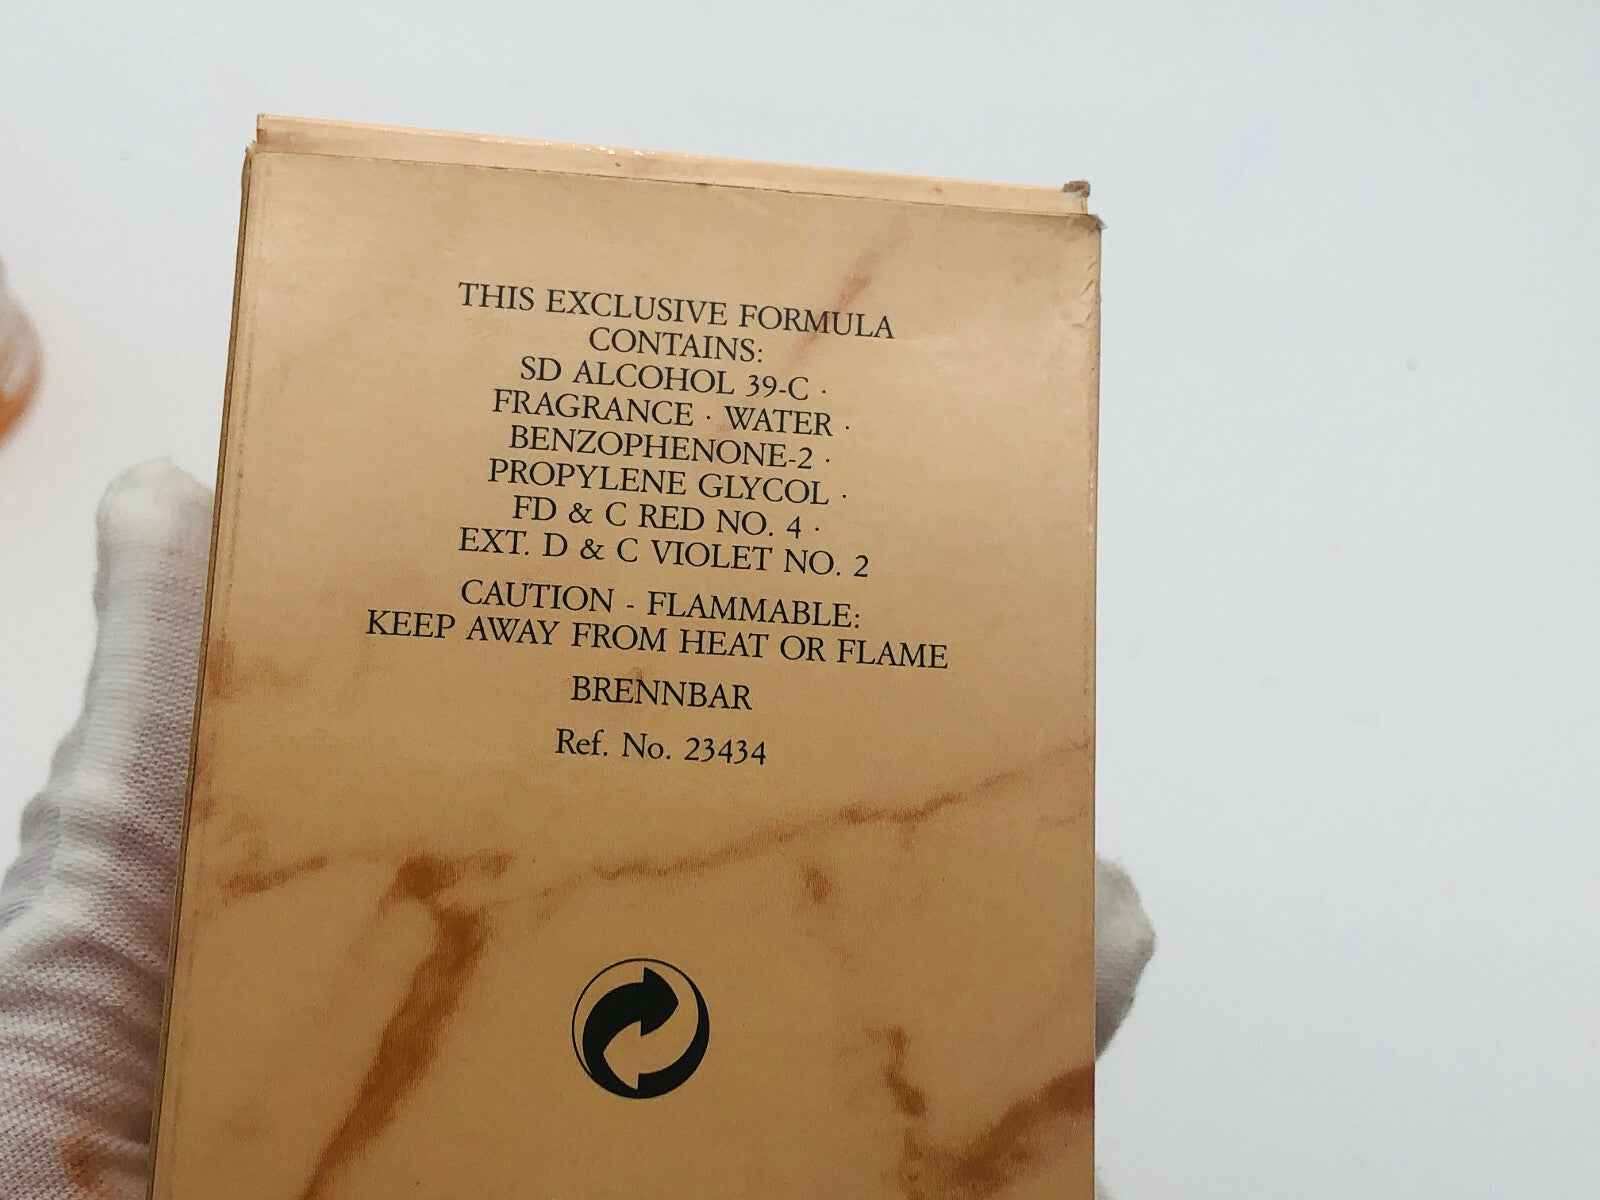 THIS EXCLUSIVE FORMULA
CONTAINS:
SD ALCOHOL 39-C ·
FRAGRANCE · WATER ·
BENZOPHENONE-2 ·
PROPYLENE GLYCOL ·
FD & C RED NO. 4 ·
EXT. D & C VIOLET NO. 2
CAUTION - FLAMMABLE:
KEEP AWAY FROM HEAT OR FLAME
BRENNBAR
Ref. No. 23434